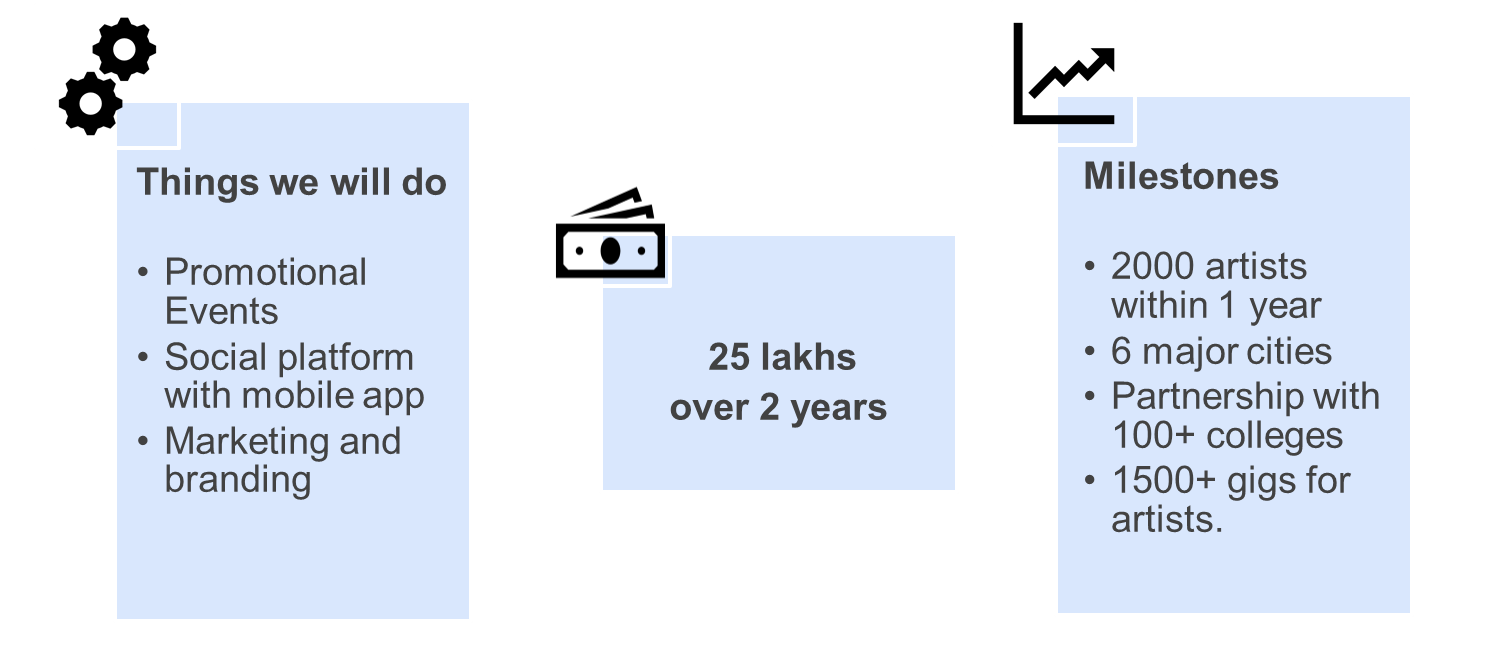 Things we will do
• Promotional
Events
• Social platform
with mobile app
• Marketing and
branding
25 lakhs
over 2 years
Milestones
• 2000 artists
within 1 year
• 6 major cities
• Partnership with
100+ colleges
• 1500+ gigs for
artists.